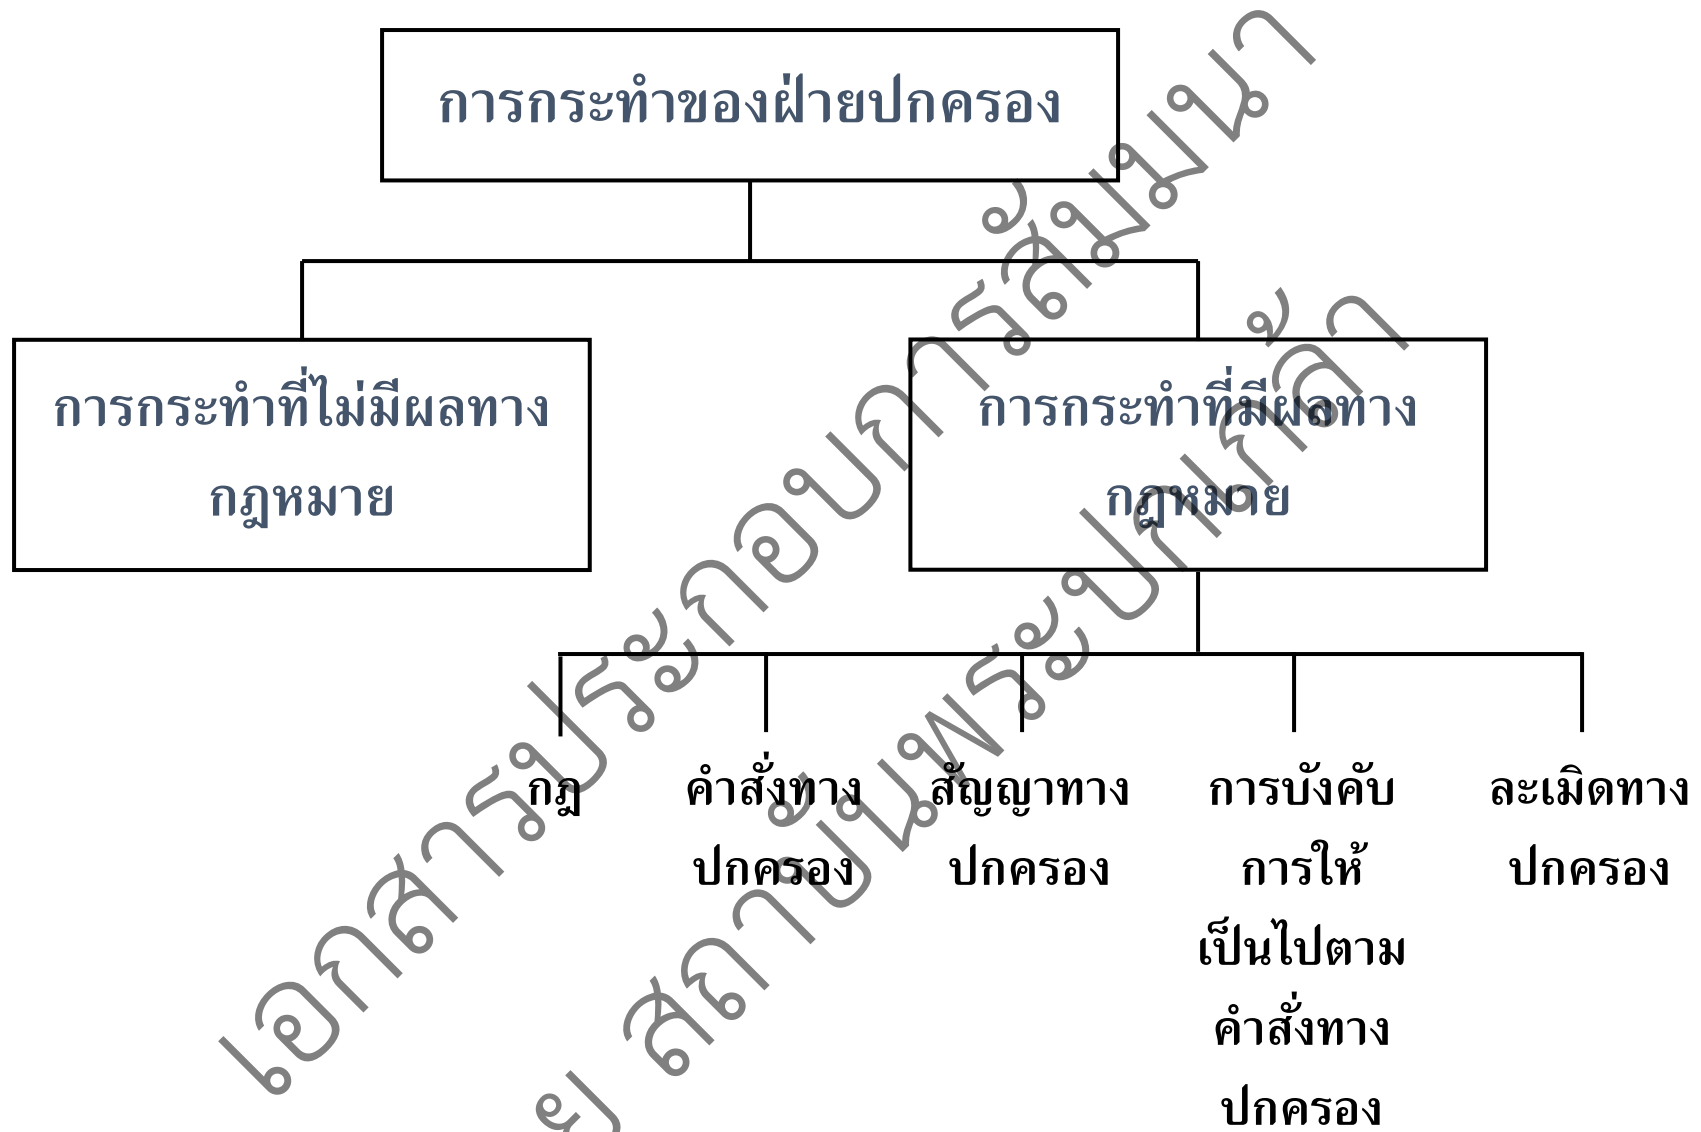 การกระทำของฝ่ายปกครอง
การกระทำที่ไม่มีผลทาง
กฎหมาย
การกระทำที่มีผลทาง
กฎหมาย
กฎ
คำสั่งทาง
ปกครอง
สัญญาทาง
ปกครอง
การบังคับ
การให้
เป็นไปตาม
คำสั่งทาง
ปกครอง
ละเมิดทาง
ปกครอง
เอกสารประกอบการสัมมนา
สถาบันพระปกเกล้า